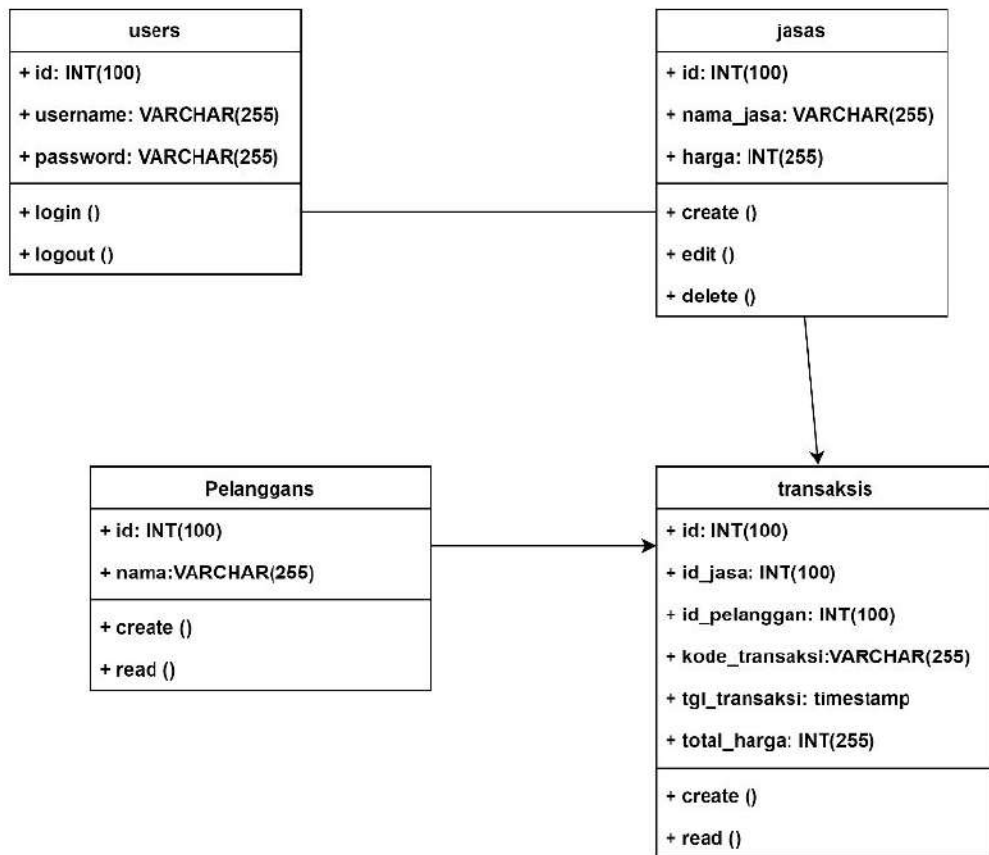 users
+ id: INT(100)
+ username: VARCHAR(255)
+ password: VARCHAR(255)
+ login ()
+ logout ()
jasas
+ id: INT(100)
+ nama_jasa: VARCHAR(255)
+ harga: INT(255)
+ create ()
+ edit ()
+ delete ()
Pelanggans
+ id: INT(100)
+ nama:VARCHAR(255)
+ create ()
+ read ()
transaksis
+ id: INT(100)
+ id_jasa: INT(100)
+ id_pelanggan: INT(100)
+ kode_transaksi:VARCHAR(255)
+ tgl_transaksi: timestamp
+ total_harga: INT(255)
+ create ()
+ read ()